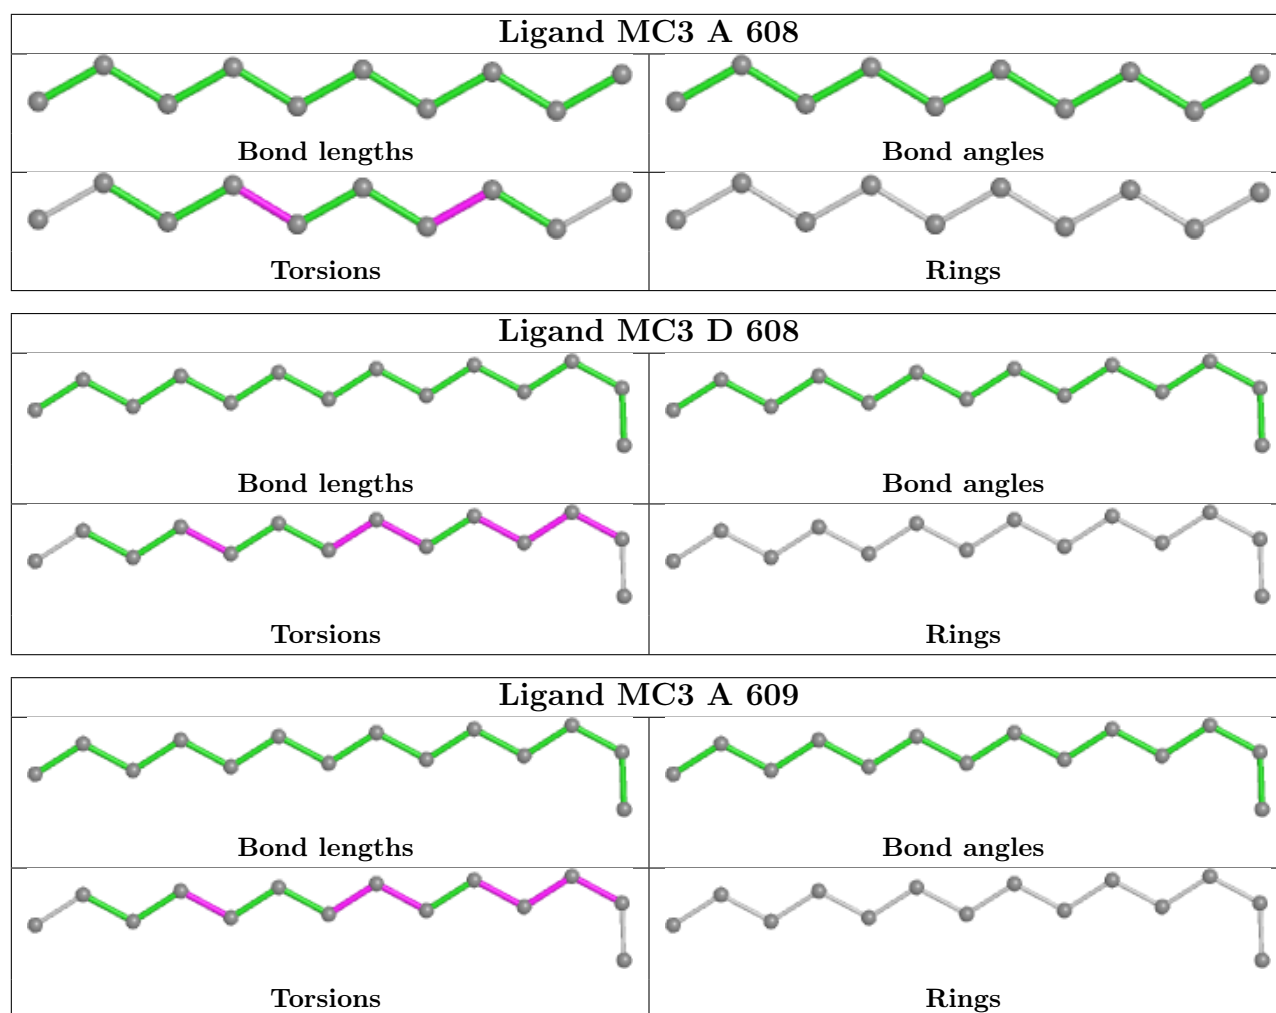 Ligand MC3 A 608
Bond lengths
Bond angles
Torsions
Rings
Ligand MC3 D 608
Bond lengths
Bond angles
Torsions
Rings
Ligand MC3 A 609
Bond lengths
Bond angles
Torsions
Rings